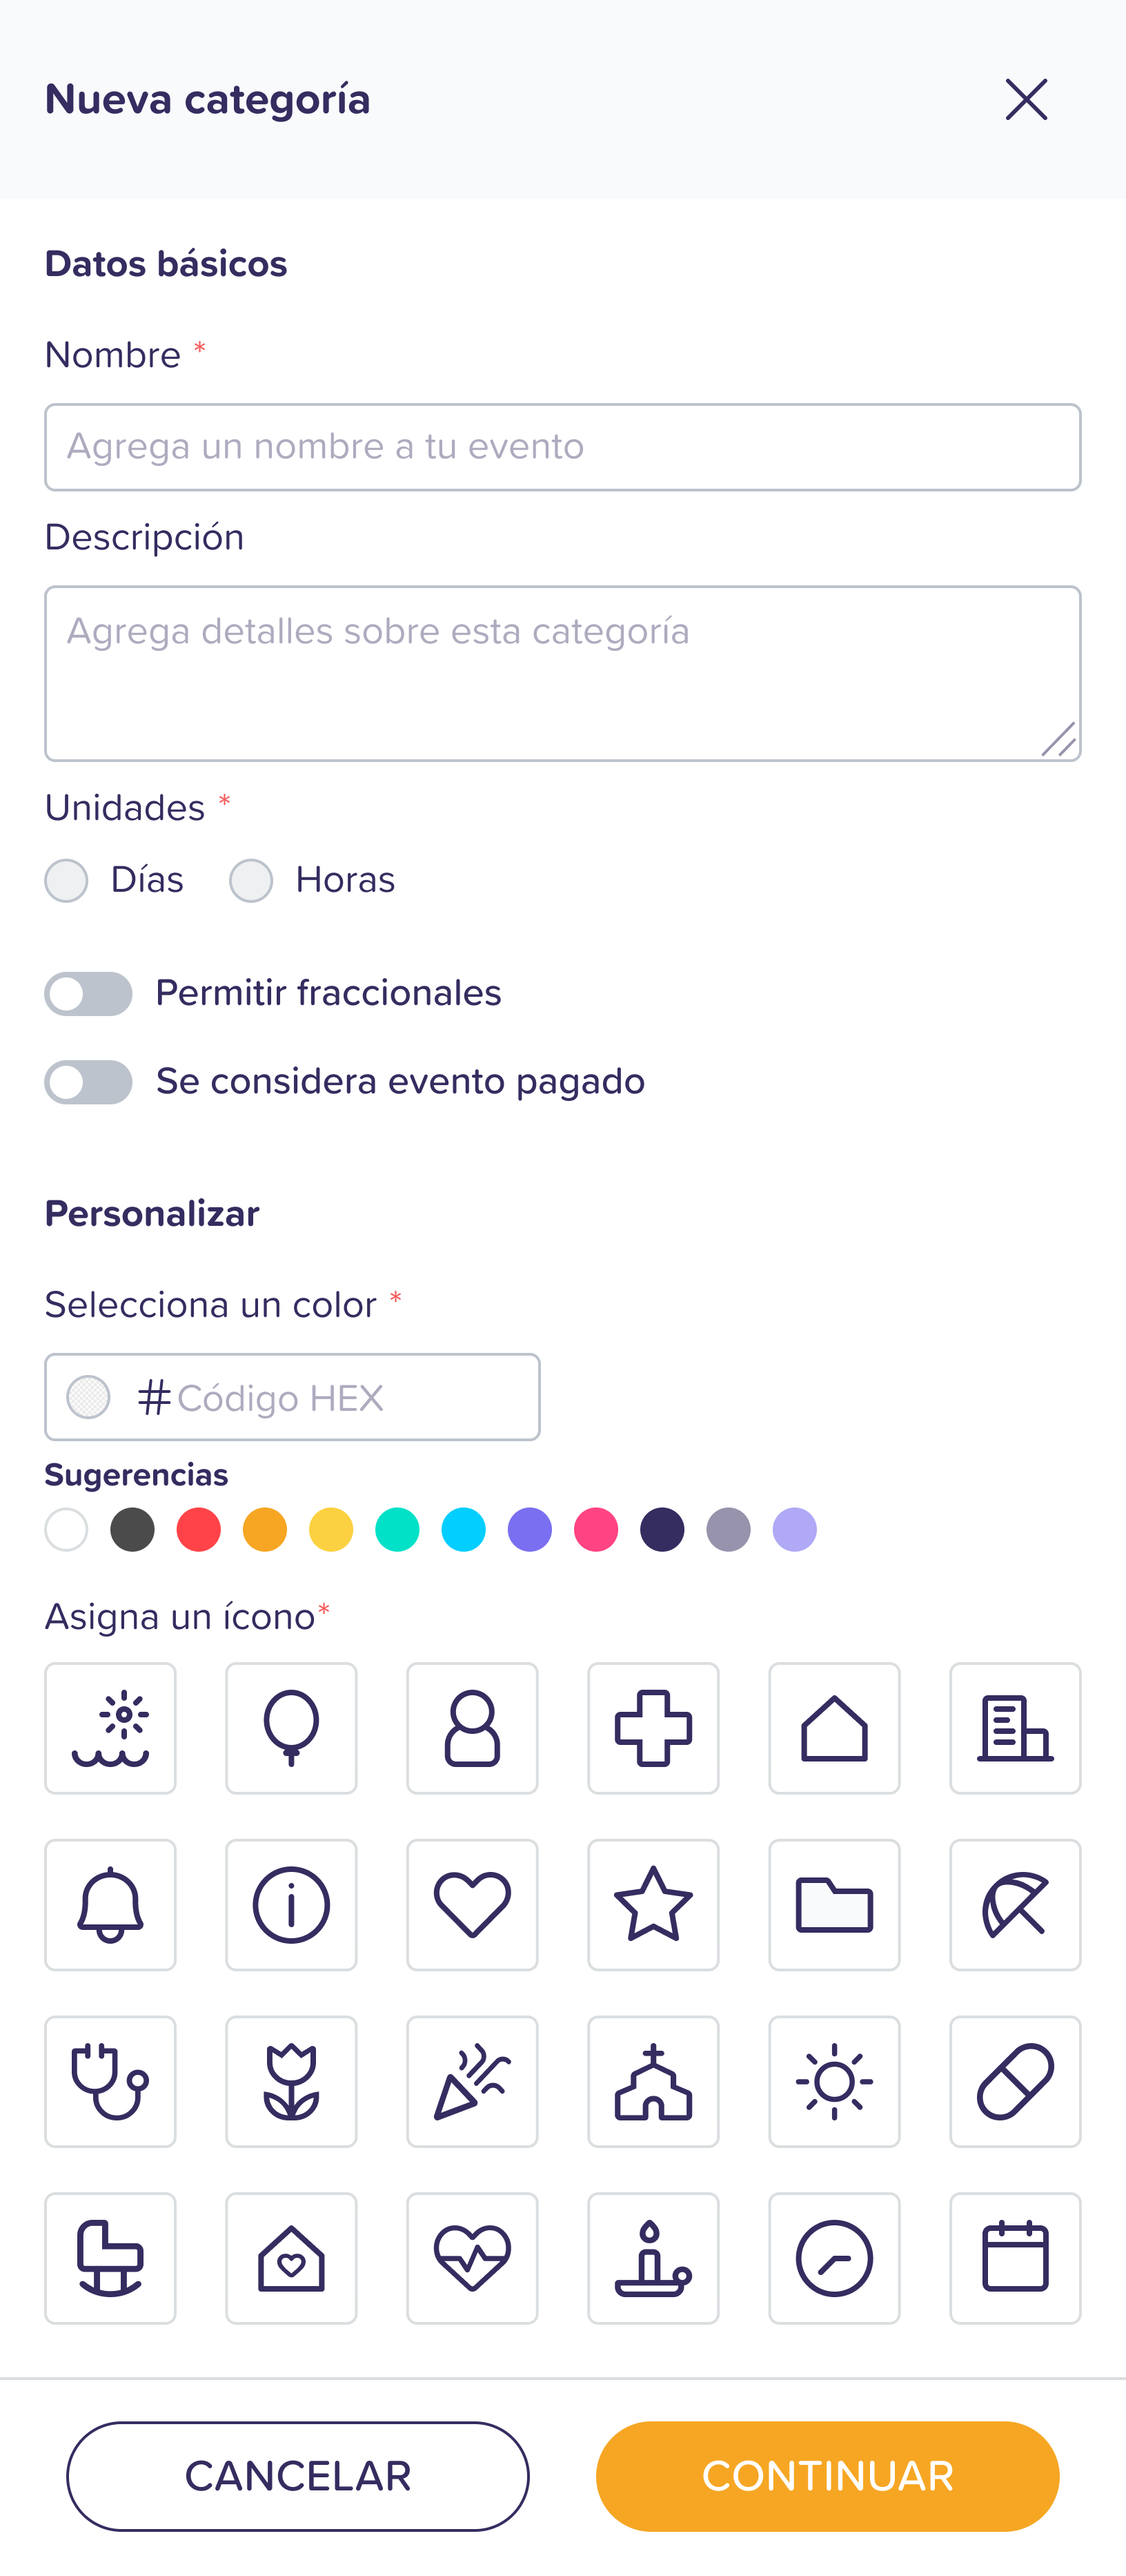 Nueva categoría
Datos básicos
Nombre *
Agrega un nombre a tu evento
Descripción
Agrega detalles sobre esta categoría
Unidades *
Días Horas
Permitir fraccionales
Se considera evento pagado
Personalizar
Selecciona un color *
#Código HEX
Sugerencias
Asigna un ícono*
CANCELAR CONTINUAR